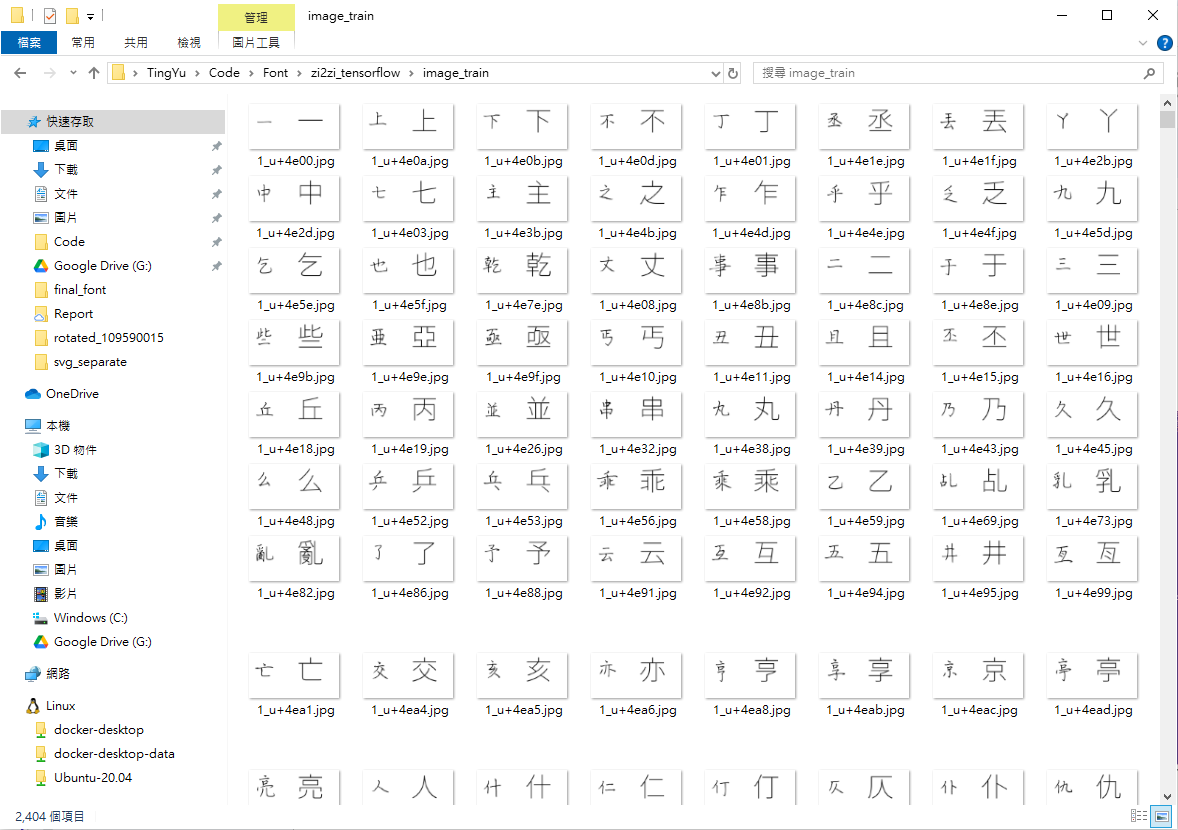 管理 image_train
檔案 常用 共用 檢視 圖片工具
TingYu Code Font zi2zi_tensorflow image_train 搜尋 image_train
快速存取
桌面
下載
文件
圖片
Code
Google Drive (G:)
final_font
Report
rotated_109590015
svg_separate
OneDrive
本機
3D 物件
下載
文件
音樂
桌面
圖片
影片
Windows (C:)
Google Drive (G:)
網路
Linux
docker-desktop
docker-desktop-data
Ubuntu-20.04
一 一 上 上 下 下 不 不 丁 丁 丞 丞 丟 丟 丫 丫
1_u+4e00.jpg 1_u+4e0a.jpg 1_u+4e0b.jpg 1_u+4e0d.jpg 1_u+4e01.jpg 1_u+4e1e.jpg 1_u+4e1f.jpg 1_u+4e2b.jpg
中 中 七 七 主 主 之 之 乍 乍 乎 乎 乏 乏 九 九
1_u+4e2d.jpg 1_u+4e03.jpg 1_u+4e3b.jpg 1_u+4e4b.jpg 1_u+4e4d.jpg 1_u+4e4e.jpg 1_u+4e4f.jpg 1_u+4e5d.jpg
乞 乞 也 也 乾 乾 丈 丈 事 事 二 二 于 于 三 三
1_u+4e5e.jpg 1_u+4e5f.jpg 1_u+4e7e.jpg 1_u+4e08.jpg 1_u+4e8b.jpg 1_u+4e8c.jpg 1_u+4e8e.jpg 1_u+4e09.jpg
些 些 亞 亞 亟 亟 丐 丐 丑 丑 且 且 丕 丕 世 世
1_u+4e9b.jpg 1_u+4e9e.jpg 1_u+4e9f.jpg 1_u+4e10.jpg 1_u+4e11.jpg 1_u+4e14.jpg 1_u+4e15.jpg 1_u+4e16.jpg
丘 丘 丙 丙 並 並 串 串 丸 丸 丹 丹 乃 乃 久 久
1_u+4e18.jpg 1_u+4e19.jpg 1_u+4e26.jpg 1_u+4e32.jpg 1_u+4e38.jpg 1_u+4e39.jpg 1_u+4e43.jpg 1_u+4e45.jpg
么 么 乒 乒 乓 乓 乖 乖 乘 乘 乙 乙 乩 乩 乳 乳
1_u+4e48.jpg 1_u+4e52.jpg 1_u+4e53.jpg 1_u+4e56.jpg 1_u+4e58.jpg 1_u+4e59.jpg 1_u+4e69.jpg 1_u+4e73.jpg
亂 亂 了 了 予 予 云 云 互 互 五 五 井 井 亙 亙
1_u+4e82.jpg 1_u+4e86.jpg 1_u+4e88.jpg 1_u+4e91.jpg 1_u+4e92.jpg 1_u+4e94.jpg 1_u+4e95.jpg 1_u+4e99.jpg
亡 亡 交 交 亥 亥 亦 亦 亨 亨 享 享 京 京 亭 亭
1_u+4ea1.jpg 1_u+4ea4.jpg 1_u+4ea5.jpg 1_u+4ea6.jpg 1_u+4ea8.jpg 1_u+4eab.jpg 1_u+4eac.jpg 1_u+4ead.jpg
亮 亮 人 人 什 什 仁 仁 仃 仃 仄 仄 仆 仆 仇 仇
2,404 個項目